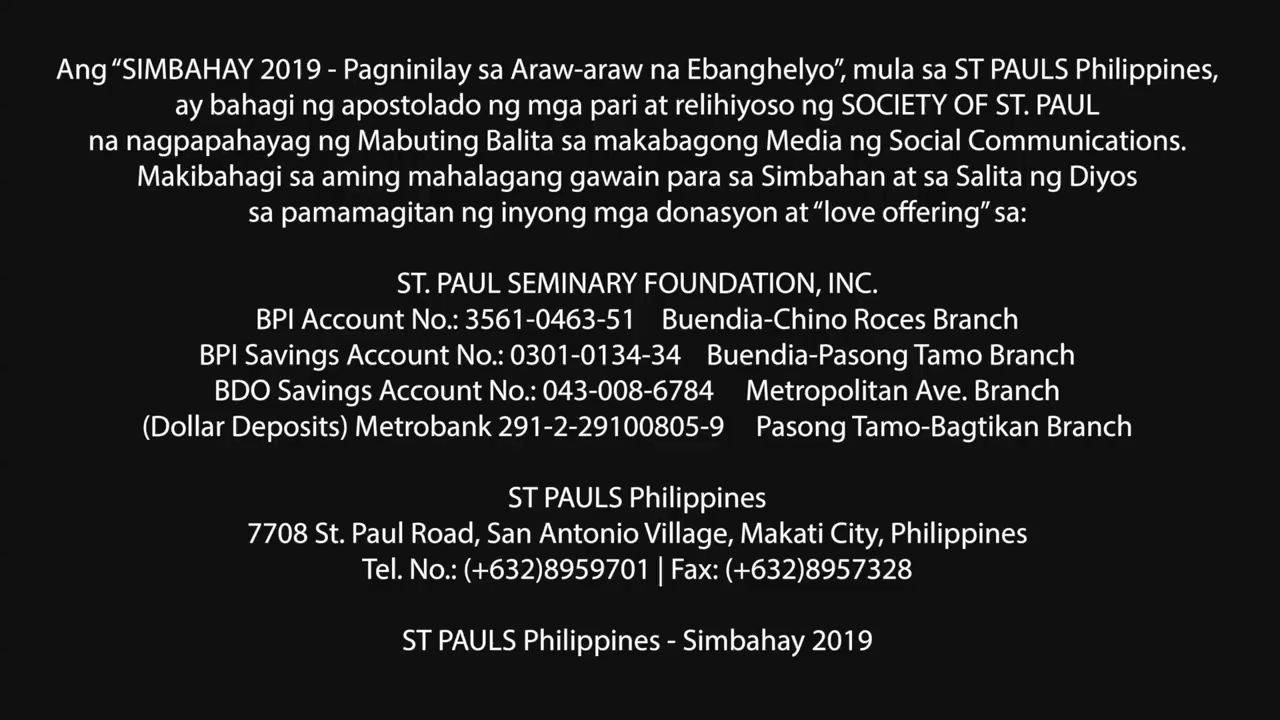 Ang “SIMBAHAY 2019 - Pagninilay sa Araw-araw na Ebanghelyo”, mula sa ST PAULS Philippines,
ay bahagi ng apostolado ng mga pari at relihiyoso ng SOCIETY OF ST. PAUL
na nagpapahayag ng Mabuting Balita sa makabagong Media ng Social Communications.
Makibahagi sa aming mahalagang gawain para sa Simbahan at sa Salita ng Diyos
sa pamamagitan ng inyong mga donasyon at “love offering” sa:
ST. PAUL SEMINARY FOUNDATION, INC.
BPI Account No.: 3561-0463-51 Buendia-Chino Roces Branch
BPI Savings Account No.: 0301-0134-34 Buendia-Pasong Tamo Branch
BDO Savings Account No.: 043-008-6784 Metropolitan Ave. Branch
(Dollar Deposits) Metrobank 291-2-29100805-9 Pasong Tamo-Bagtikan Branch
ST PAULS Philippines
7708 St. Paul Road, San Antonio Village, Makati City, Philippines
Tel. No.: (+632)8959701 | Fax: (+632)8957328
ST PAULS Philippines - Simbahay 2019